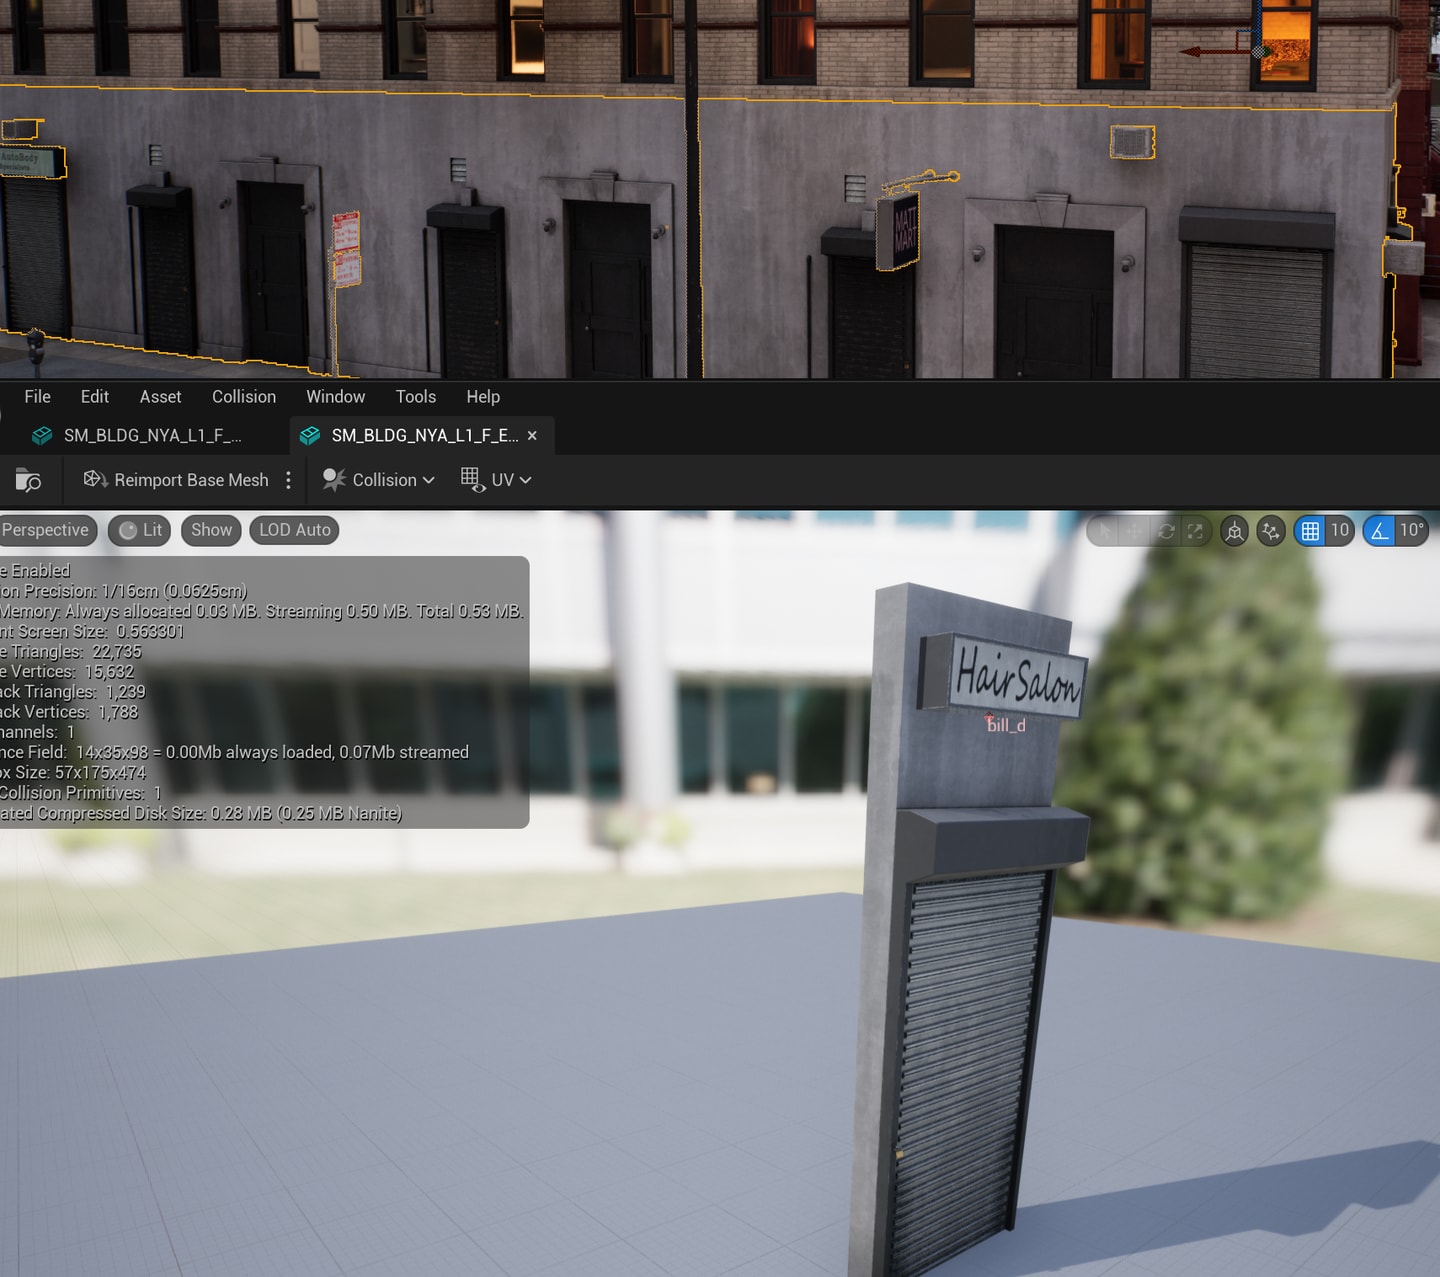 AutoBody
MATT
MART
File Edit Asset Collision Window Tools Help
SM_BLDG_NYA_L1_F_... SM_BLDG_NYA_L1_F_E...
Reimport Base Mesh Collision UV
Perspective Lit Show LOD Auto 10 10°
e Enabled
on Precision: 1/16cm (0.0625cm)
Memory: Always allocated 0.03 MB. Streaming 0.50 MB. Total 0.53 MB.
nt Screen Size: 0.563301
e Triangles: 22,735
e Vertices: 15,632
ack Triangles: 1,239
ack Vertices: 1,788
hannels: 1
nce Field: 14x35x98 = 0.00Mb always loaded, 0.07Mb streamed
ox Size: 57x175x474
Collision Primitives: 1
ated Compressed Disk Size: 0.28 MB (0.25 MB Nanite)
HairSalon
bill_d